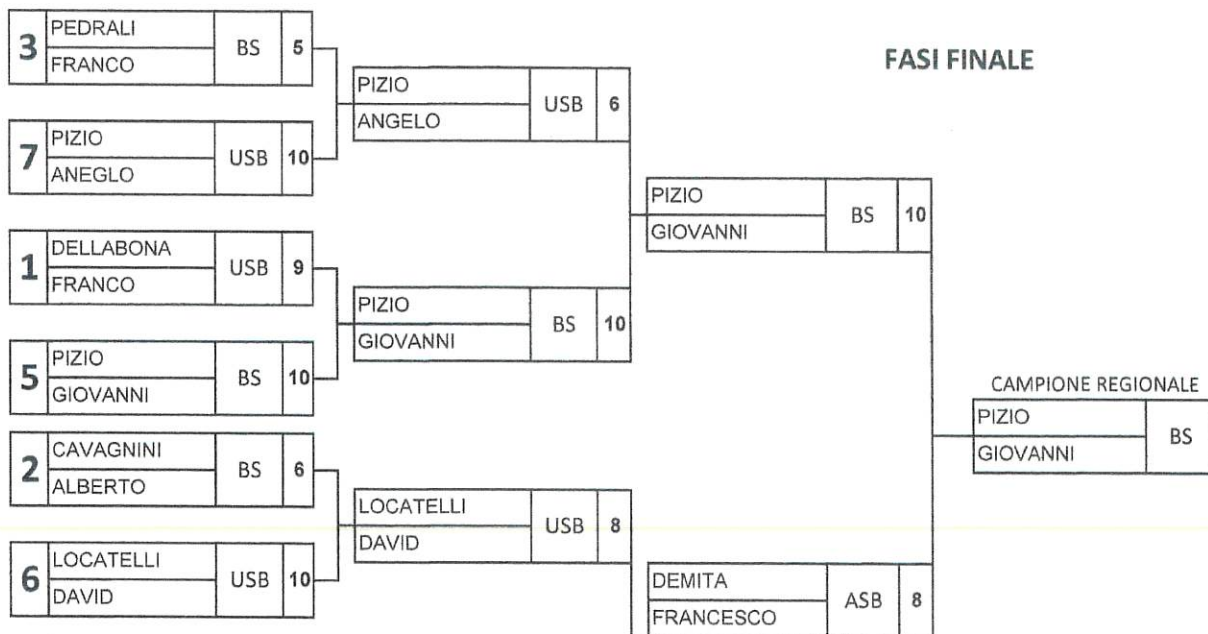 FASI FINALE
3 PEDRALI BS 5
FRANCO
7 PIZIO USB 10
ANEGLO
1 DELLABONA USB 9
FRANCO
5 PIZIO BS 10
GIOVANNI
2 CAVAGNINI BS 6
ALBERTO
6 LOCATELLI USB 10
DAVID
PIZIO USB 6
ANGELO
PIZIO BS 10
GIOVANNI
LOCATELLI USB 8
DAVID
PIZIO BS 10
GIOVANNI
DEMITA ASB 8
FRANCESCO
CAMPIONE REGIONALE
PIZIO BS
GIOVANNI